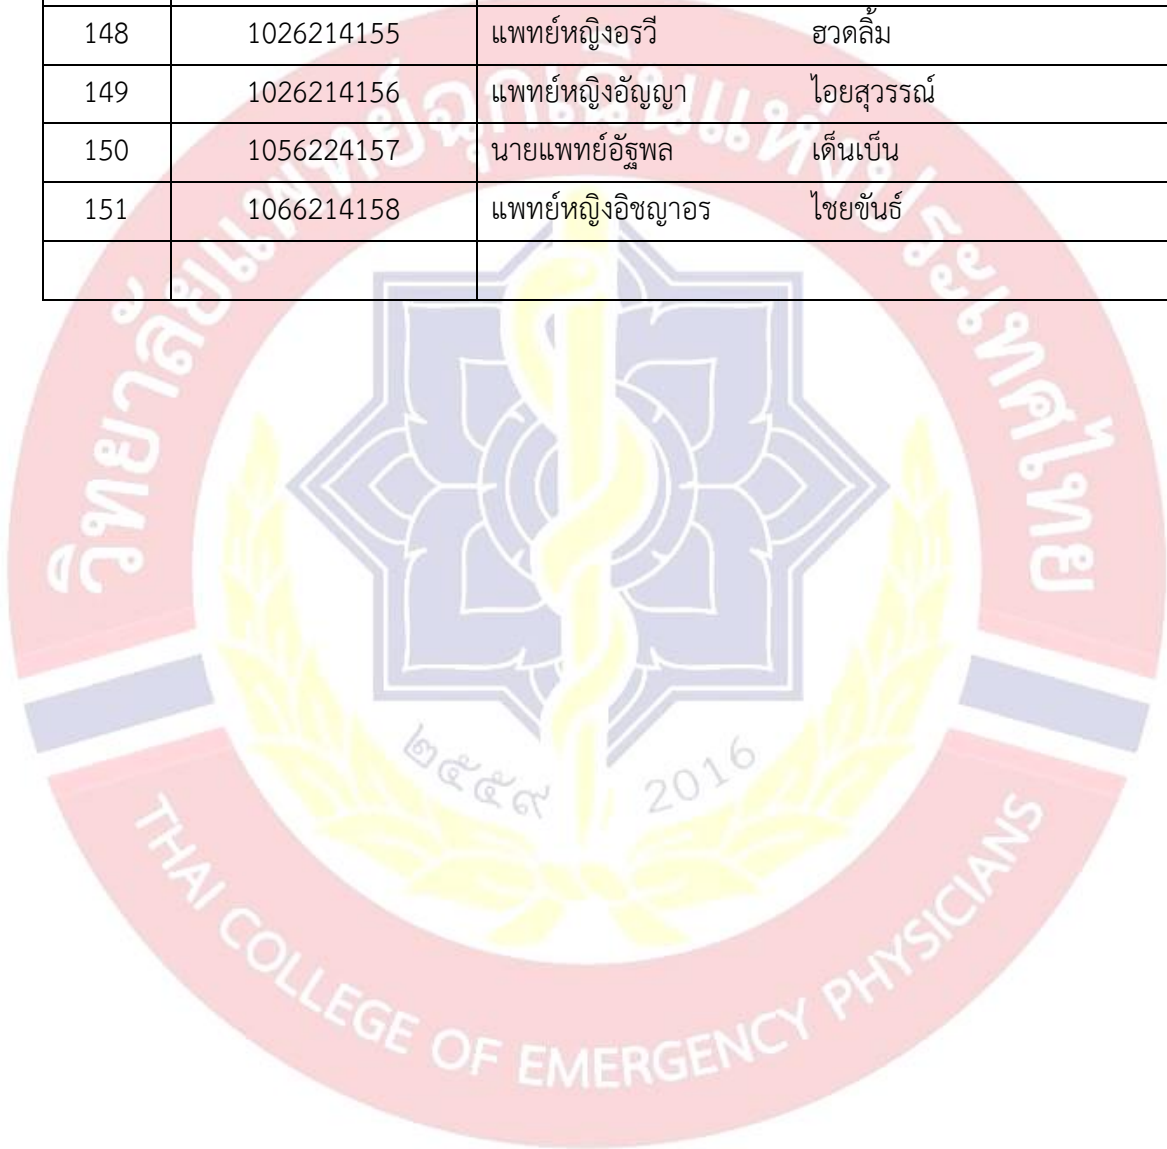 148 1026214155 แพทย์หญิงอรวี ฮวดลิ้ม
149 1026214156 แพทย์หญิงอัญญา ไอยสุวรรณ์
150 1056224157 นายแพทย์อัฐพล เด็นเบ็น
151 1066214158 แพทย์หญิงอิชญาอร ไชยขันธ์
วิทยาลัยแพทย์ฉุกเฉินแห่งประเทศไทย
๒๕๕๙ 2016
THAI COLLEGE OF EMERGENCY PHYSICIANS